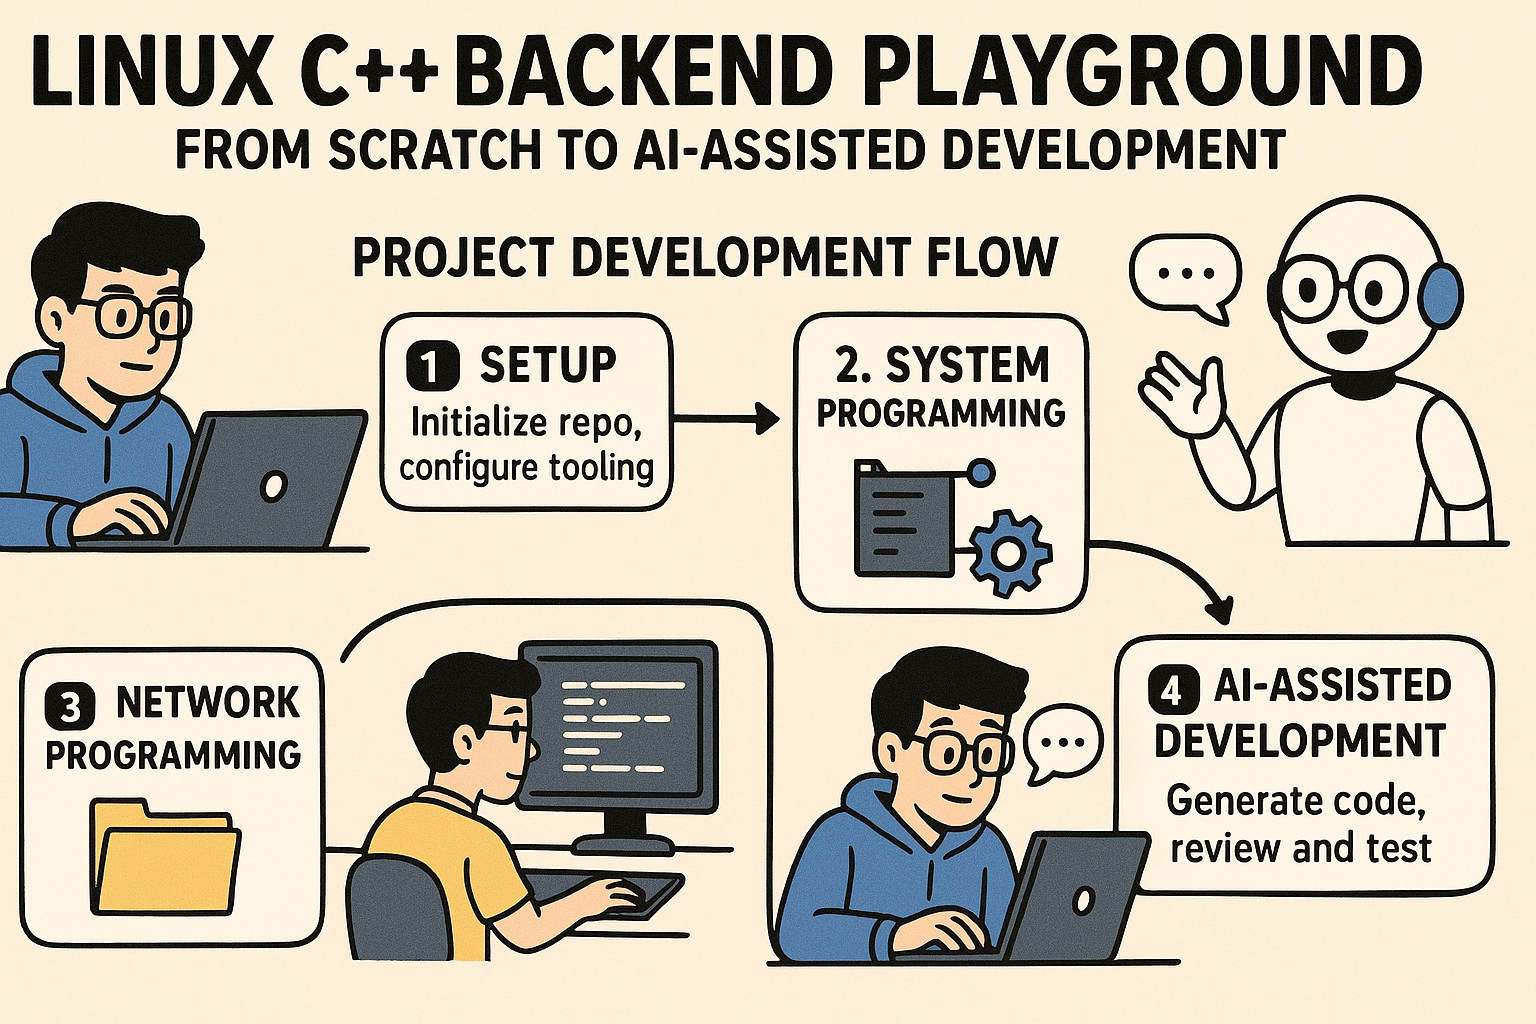 LINUX C++ BACKEND PLAYGROUND
FROM SCRATCH TO AI-ASSISTED DEVELOPMENT
PROJECT DEVELOPMENT FLOW
1 SETUP
Initialize repo,
configure tooling
2. SYSTEM
PROGRAMMING
3 NETWORK
PROGRAMMING
4 AI-ASSISTED
DEVELOPMENT
Generate code,
review and test